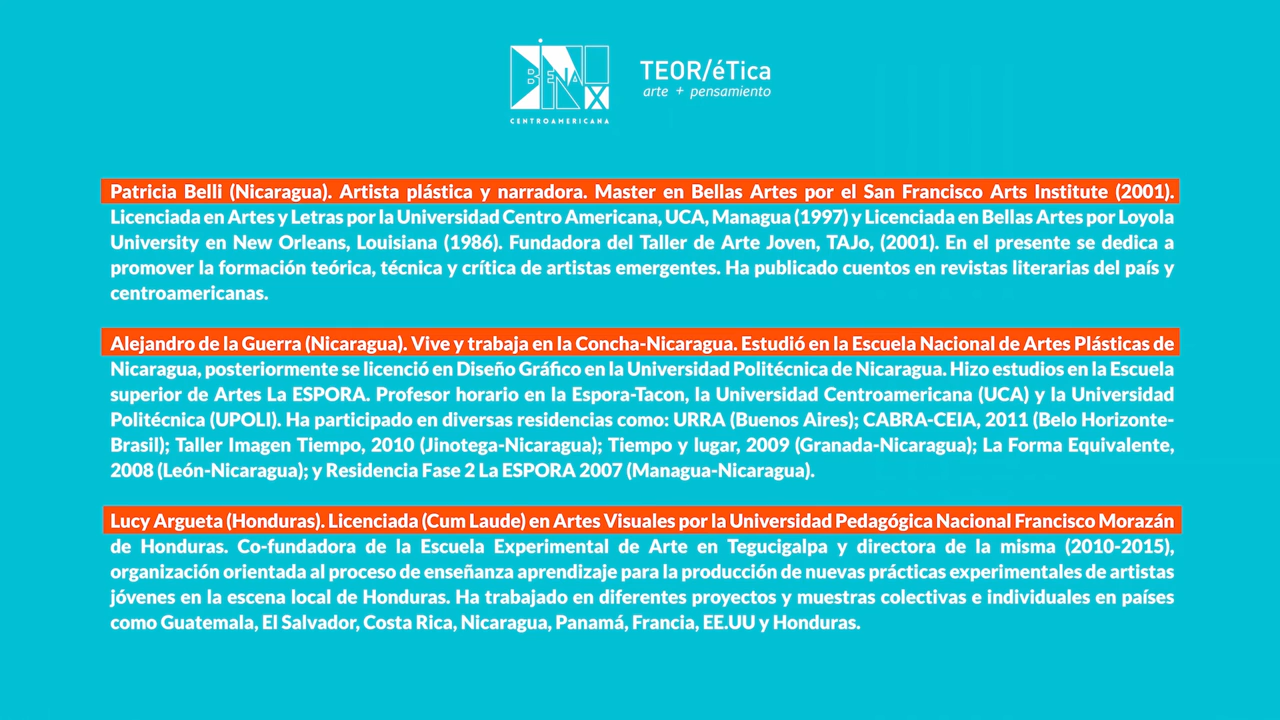 BIENAL X
CENTROAMERICANA
TEOR/éTica
arte + pensamiento
Patricia Belli (Nicaragua). Artista plástica y narradora. Master en Bellas Artes por el San Francisco Arts Institute (2001).
Licenciada en Artes y Letras por la Universidad Centro Americana, UCA, Managua (1997) y Licenciada en Bellas Artes por Loyola
University en New Orleans, Louisiana (1986). Fundadora del Taller de Arte Joven, TAJo, (2001). En el presente se dedica a
promover la formación teórica, técnica y crítica de artistas emergentes. Ha publicado cuentos en revistas literarias del país y
centroamericanas.
Alejandro de la Guerra (Nicaragua). Vive y trabaja en la Concha-Nicaragua. Estudió en la Escuela Nacional de Artes Plásticas de
Nicaragua, posteriormente se licenció en Diseño Gráfico en la Universidad Politécnica de Nicaragua. Hizo estudios en la Escuela
superior de Artes La ESPORA. Profesor horario en la Espora-Tacon, la Universidad Centroamericana (UCA) y la Universidad
Politécnica (UPOLI). Ha participado en diversas residencias como: URRA (Buenos Aires); CABRA-CEIA, 2011 (Belo Horizonte-
Brasil); Taller Imagen Tiempo, 2010 (Jinotega-Nicaragua); Tiempo y lugar, 2009 (Granada-Nicaragua); La Forma Equivalente,
2008 (León-Nicaragua); y Residencia Fase 2 La ESPORA 2007 (Managua-Nicaragua).
Lucy Argueta (Honduras). Licenciada (Cum Laude) en Artes Visuales por la Universidad Pedagógica Nacional Francisco Morazán
de Honduras. Co-fundadora de la Escuela Experimental de Arte en Tegucigalpa y directora de la misma (2010-2015),
organización orientada al proceso de enseñanza aprendizaje para la producción de nuevas prácticas experimentales de artistas
jóvenes en la escena local de Honduras. Ha trabajado en diferentes proyectos y muestras colectivas e individuales en países
como Guatemala, El Salvador, Costa Rica, Nicaragua, Panamá, Francia, EE.UU y Honduras.